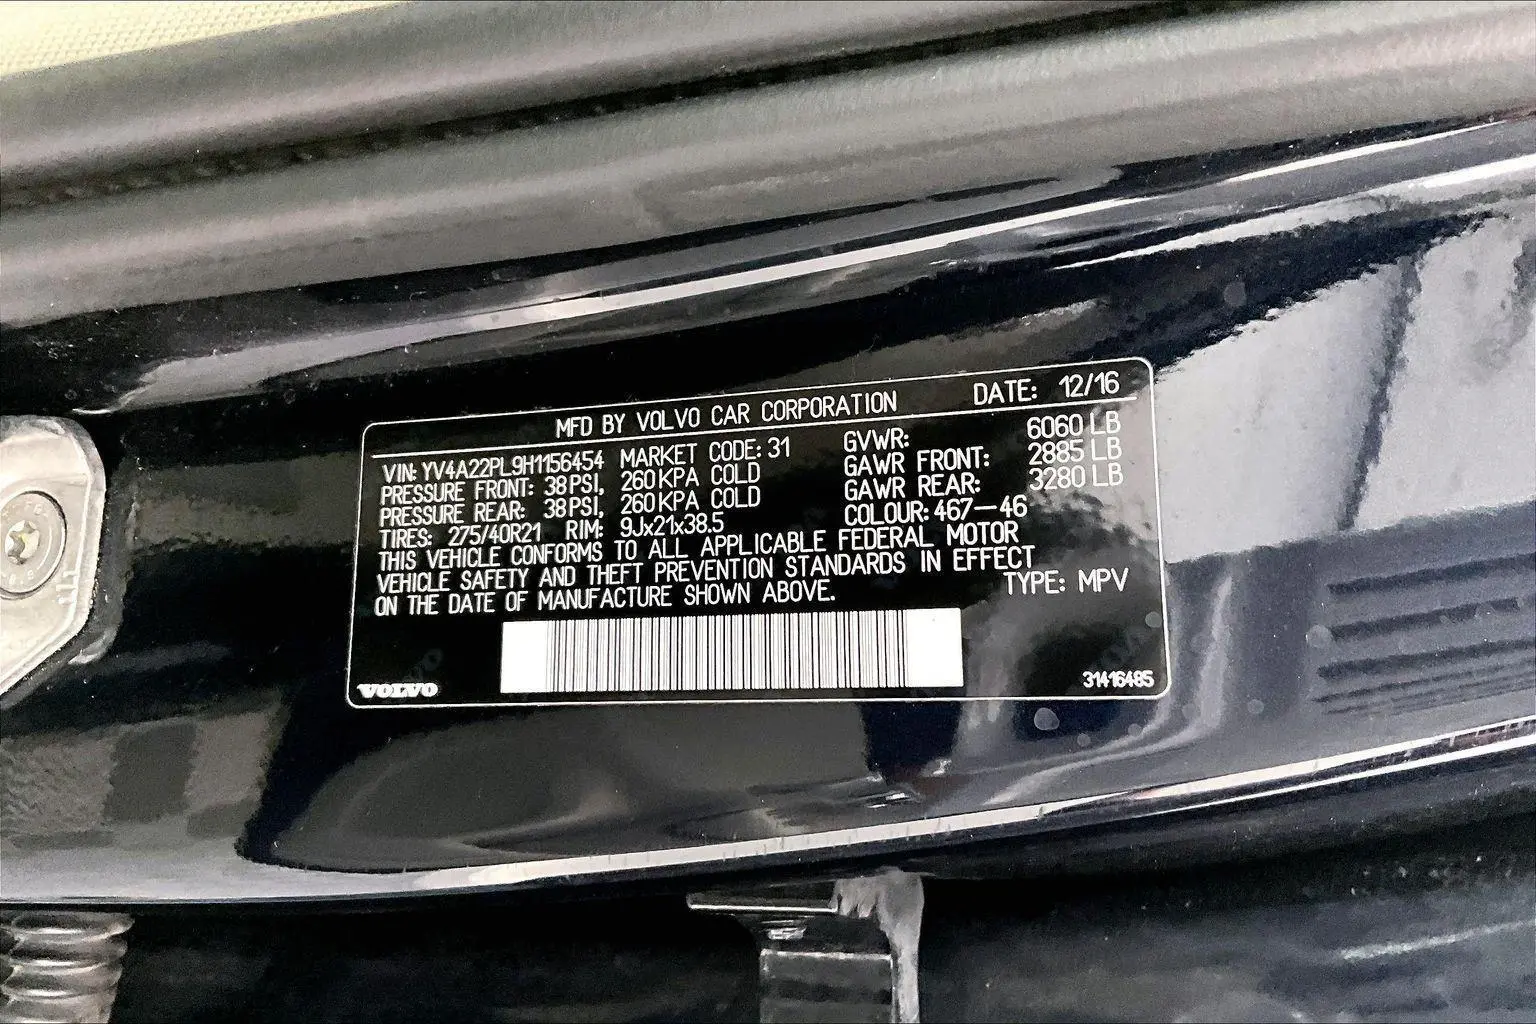 MFD BY VOLVO CAR CORPORATION DATE: 12/16
VIN: YV4A22PL9H1156454 MARKET CODE: 31 GVWR: 6060 LB
PRESSURE FRONT: 38 PSI, 260 KPA COLD GAWR FRONT: 2885 LB
PRESSURE REAR: 38 PSI, 260 KPA COLD GAWR REAR: 3280 LB
TIRES: 275/40R21 RIM: 9Jx21x38.5 COLOUR: 467-46
THIS VEHICLE CONFORMS TO ALL APPLICABLE FEDERAL MOTOR
VEHICLE SAFETY AND THEFT PREVENTION STANDARDS IN EFFECT
ON THE DATE OF MANUFACTURE SHOWN ABOVE. TYPE: MPV
VOLVO 31416485